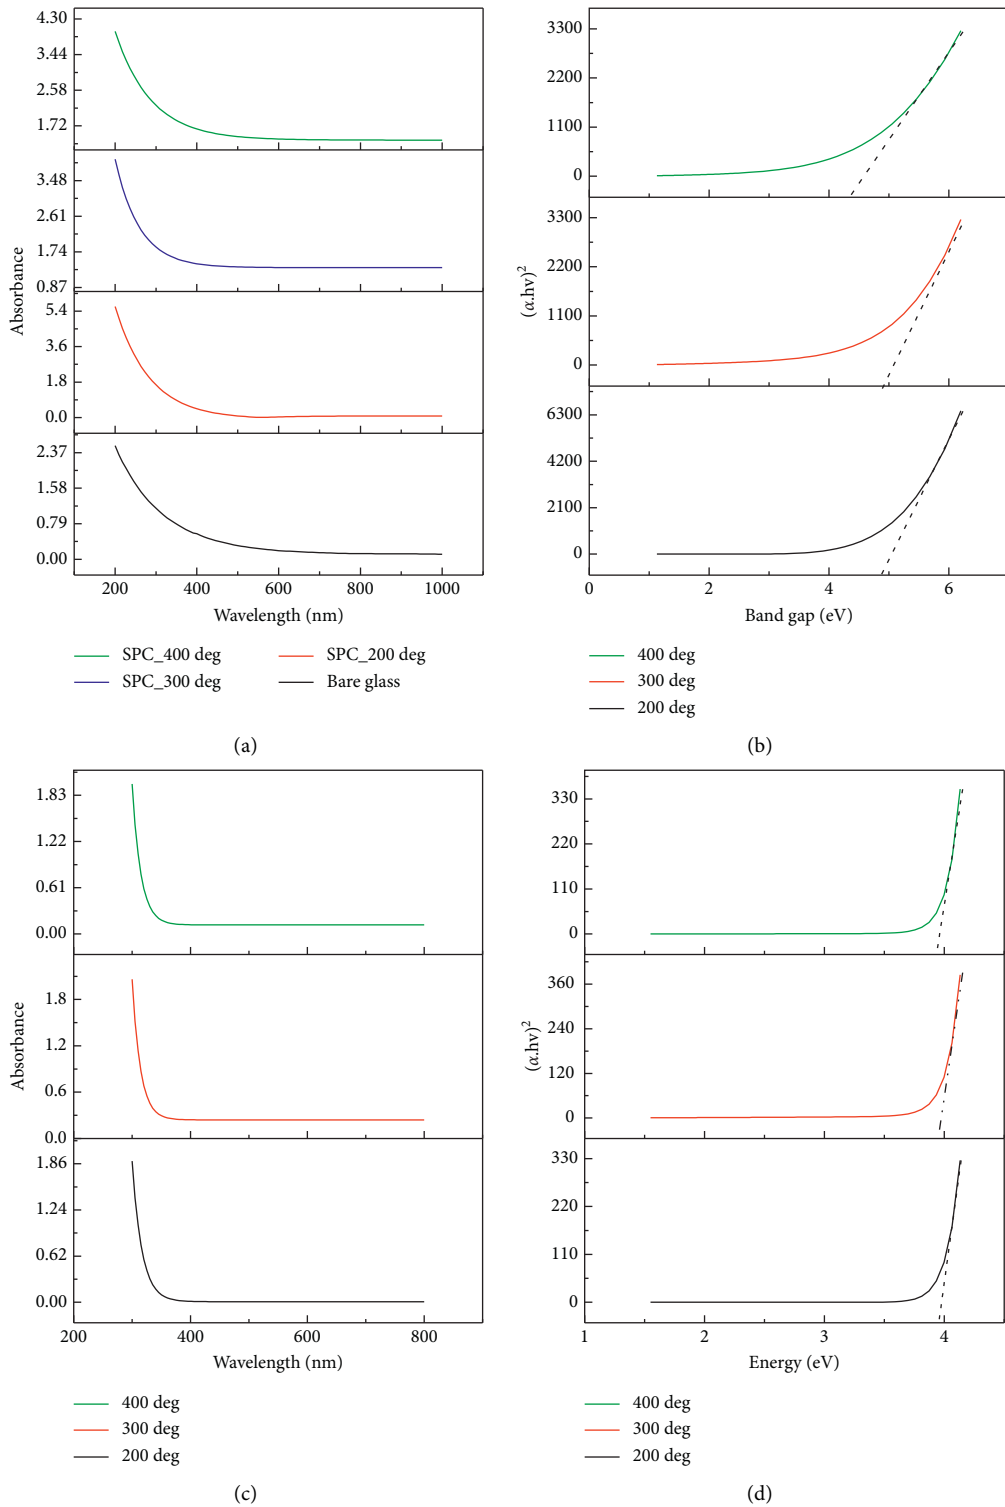 4.30
3.44
2.58
1.72
3.48
2.61
1.74
0.87
5.4
3.6
1.8
0.0
2.37
1.58
0.79
0.00
Absorbance
200 400 600 800 1000
Wavelength (nm)
SPC_400 deg SPC_200 deg
SPC_300 deg Bare glass
(a)
3300
2200
1100
0
3300
2200
1100
0
6300
4200
2100
0
(α.hv)²
0 2 4 6
Band gap (eV)
400 deg
300 deg
200 deg
(b)
1.83
1.22
0.61
0.00
1.8
1.2
0.6
0.0
1.86
1.24
0.62
0.00
Absorbance
200 400 600 800
Wavelength (nm)
400 deg
300 deg
200 deg
(c)
330
220
110
0
360
240
120
0
330
220
110
0
(α.hv)²
1 2 3 4
Energy (eV)
400 deg
300 deg
200 deg
(d)